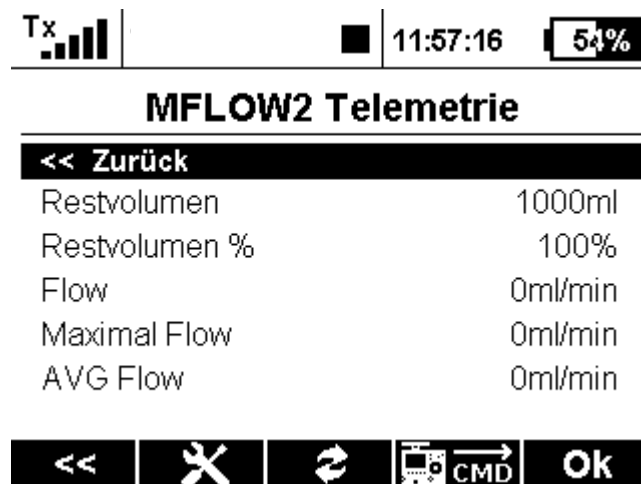 Tx 11:57:16 54%
MFLOW2 Telemetrie
<< Zurück
Restvolumen 1000ml
Restvolumen % 100%
Flow 0ml/min
Maximal Flow 0ml/min
AVG Flow 0ml/min
<< CMD Ok